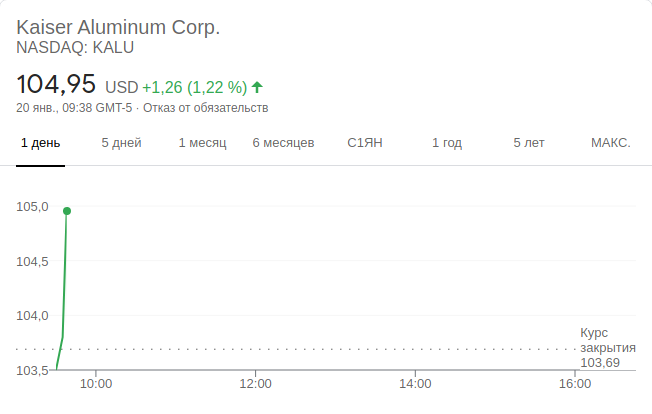 Kaiser Aluminum Corp.
NASDAQ: KALU
104,95 USD +1,26 (1,22 %)
20 янв., 09:38 GMT-5 · Отказ от обязательств
1 день 5 дней 1 месяц 6 месяцев С1ЯН 1 год 5 лет МАКС.
105,0
104,5
104,0
Курс
закрытия
103,69
103,5
10:00 12:00 14:00 16:00